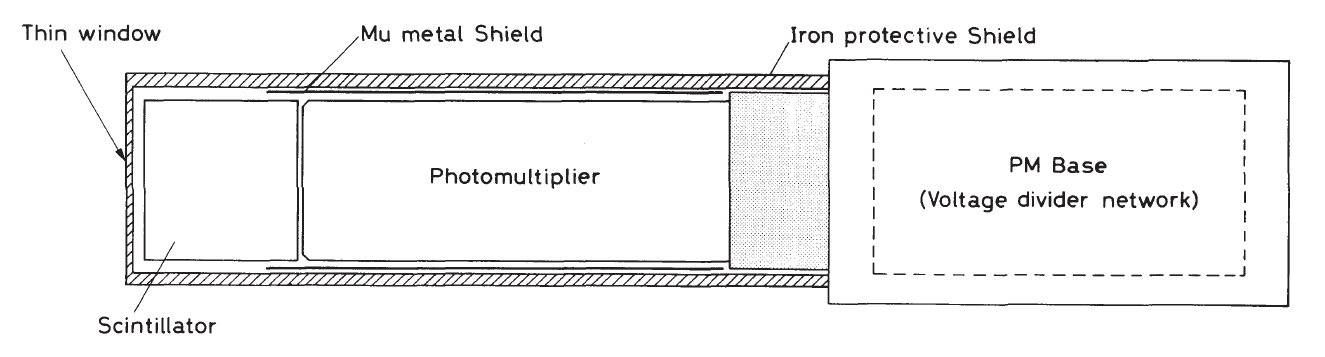 Thin window
Mu metal Shield
Iron protective Shield
Photomultiplier
PM Base
(Voltage divider network)
Scintillator